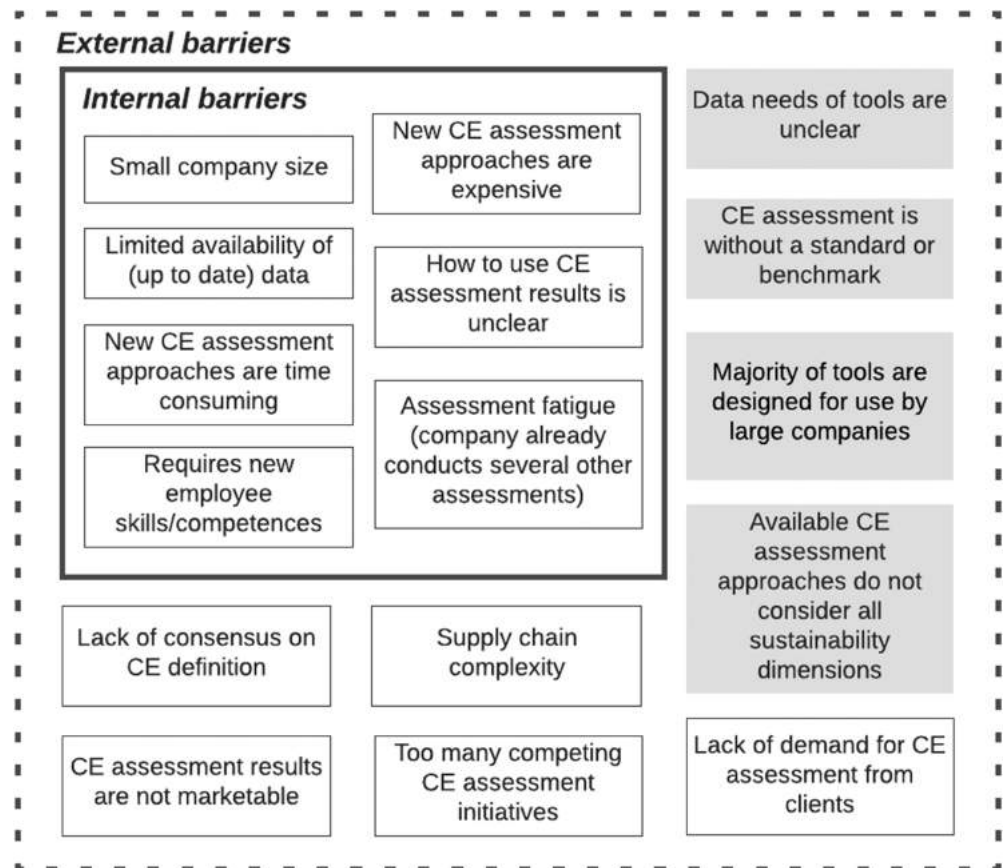 External barriers
Internal barriers
Small company size
Limited availability of
(up to date) data
New CE assessment
approaches are time
consuming
Requires new
employee
skills/competences
New CE assessment
approaches are
expensive
How to use CE
assessment results is
unclear
Assessment fatigue
(company already
conducts several other
assessments)
Data needs of tools are
unclear
CE assessment is
without a standard or
benchmark
Majority of tools are
designed for use by
large companies
Available CE
assessment
approaches do not
consider all
sustainability
dimensions
Lack of consensus on
CE definition
Supply chain
complexity
CE assessment results
are not marketable
Too many competing
CE assessment
initiatives
Lack of demand for CE
assessment from
clients